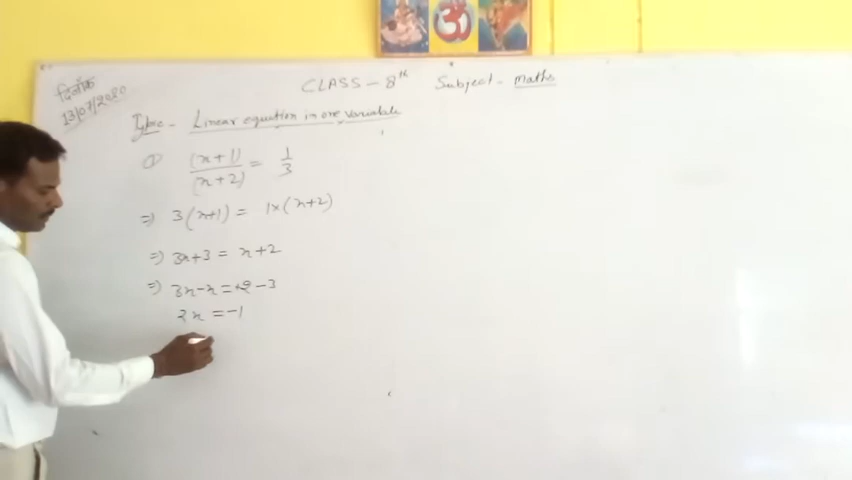 दिनाँक
13/07/2020
CLASS - 8th Subject - Maths
Type - Linear equation in one variable
① (x+1)/(x+2) = 1/3
=) 3(x+1) = 1×(x+2)
=) 3x+3 = x+2
=) 3x-x = 2-3
2x = -1
ॐ